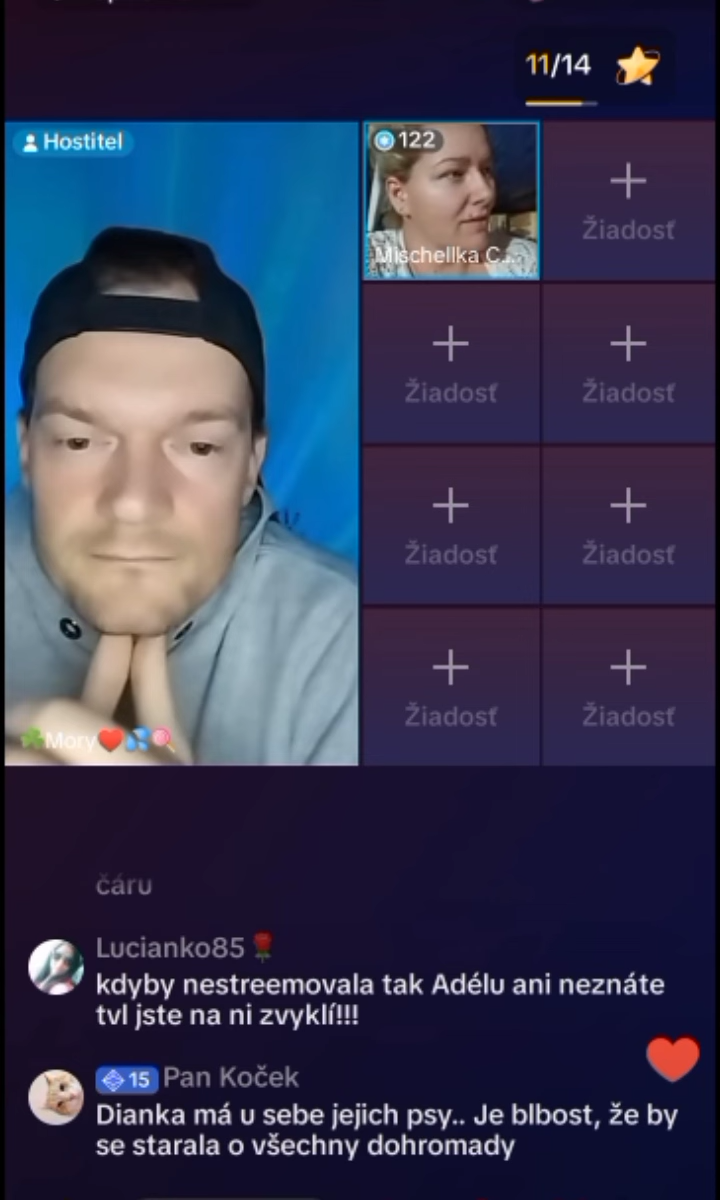 11/14
Hostitel
122
Mischellka C...
Žiadosť
Žiadosť
Žiadosť
Žiadosť
Žiadosť
Žiadosť
Žiadosť
☘️Mory❤️💦🍭
čáru
Lucianko85🌹
kdyby nestreemovala tak Adélu ani neznáte
tvl jste na ni zvyklí!!!
15 Pan Koček
Dianka má u sebe jejich psy.. Je blbost, že by
se starala o všechny dohromady